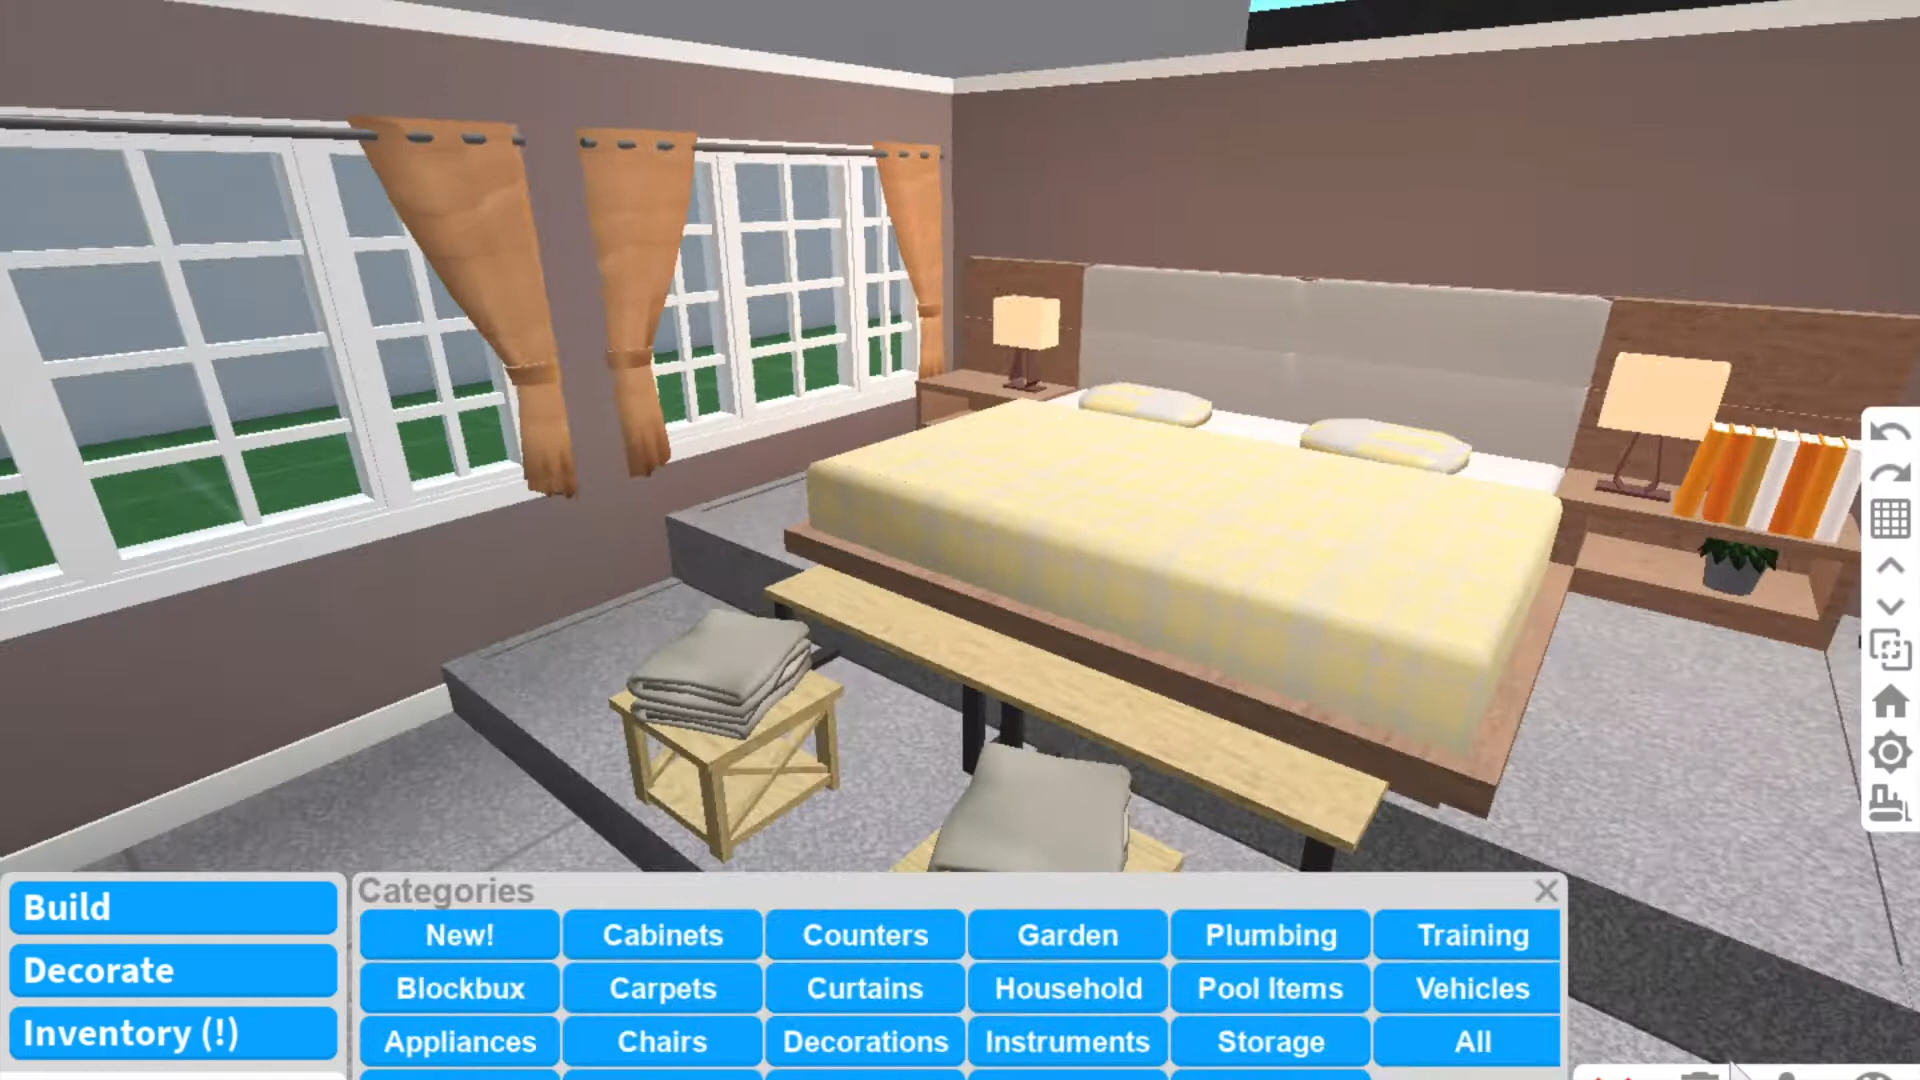 Build
Decorate
Inventory (!)
Categories
New! Cabinets Counters Garden Plumbing Training
Blockbux Carpets Curtains Household Pool Items Vehicles
Appliances Chairs Decorations Instruments Storage All